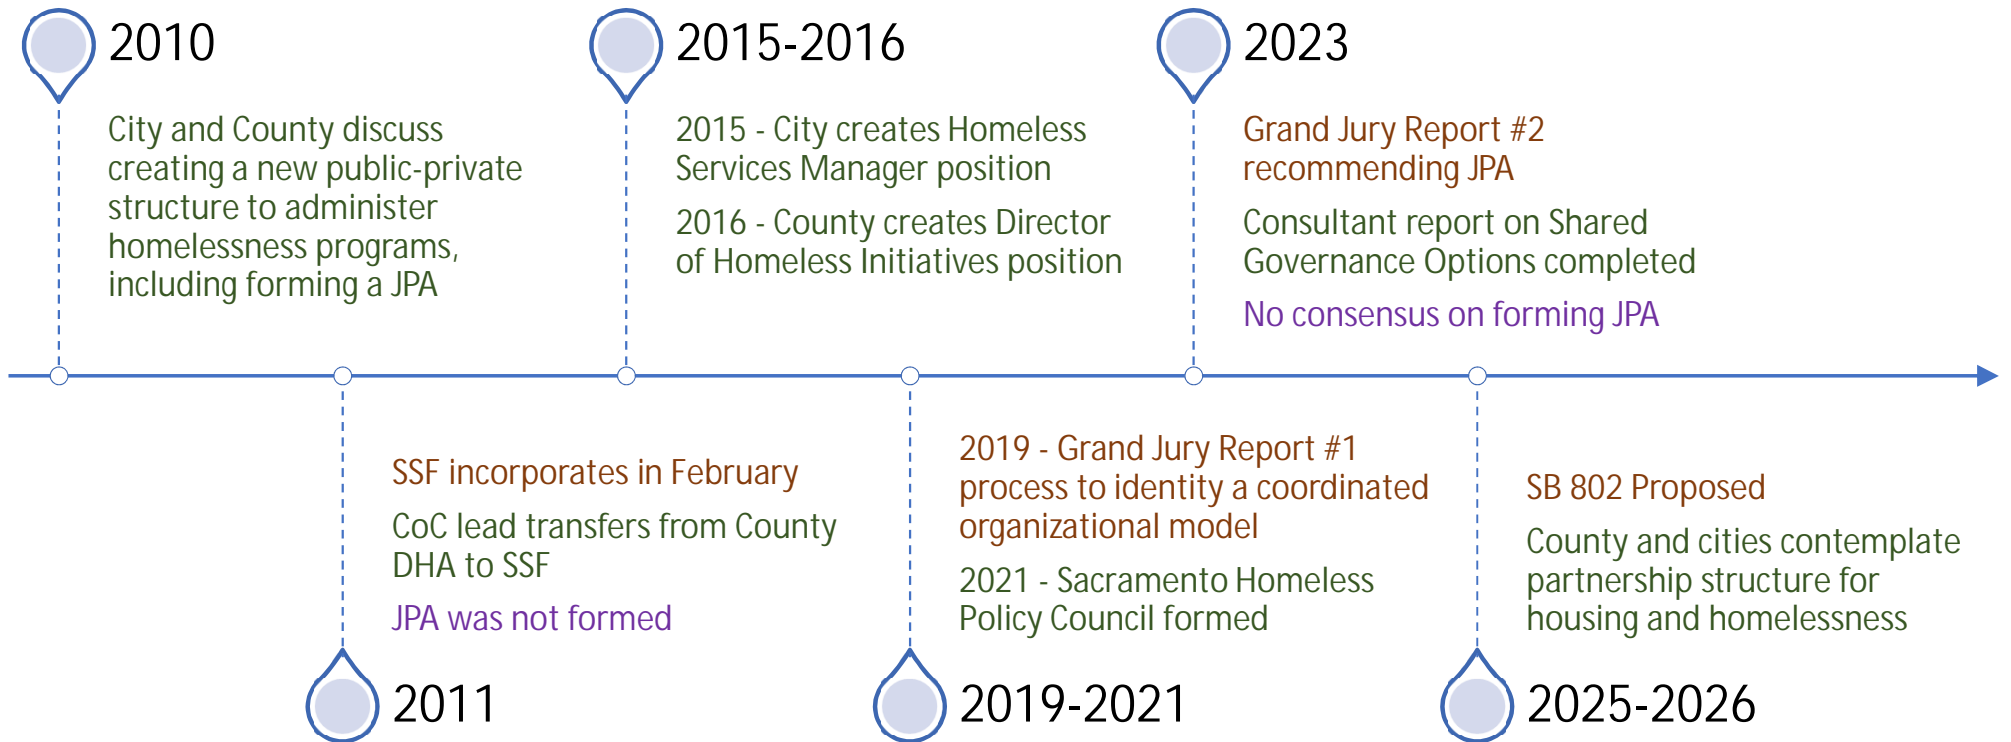 2010
City and County discuss
creating a new public-private
structure to administer
homelessness programs,
including forming a JPA
2011
SSF incorporates in February
CoC lead transfers from County
DHA to SSF
JPA was not formed
2015-2016
2015 - City creates Homeless
Services Manager position
2016 - County creates Director
of Homeless Initiatives position
2019-2021
2019 - Grand Jury Report #1
process to identity a coordinated
organizational model
2021 - Sacramento Homeless
Policy Council formed
2023
Grand Jury Report #2
recommending JPA
Consultant report on Shared
Governance Options completed
No consensus on forming JPA
2025-2026
SB 802 Proposed
County and cities contemplate
partnership structure for
housing and homelessness